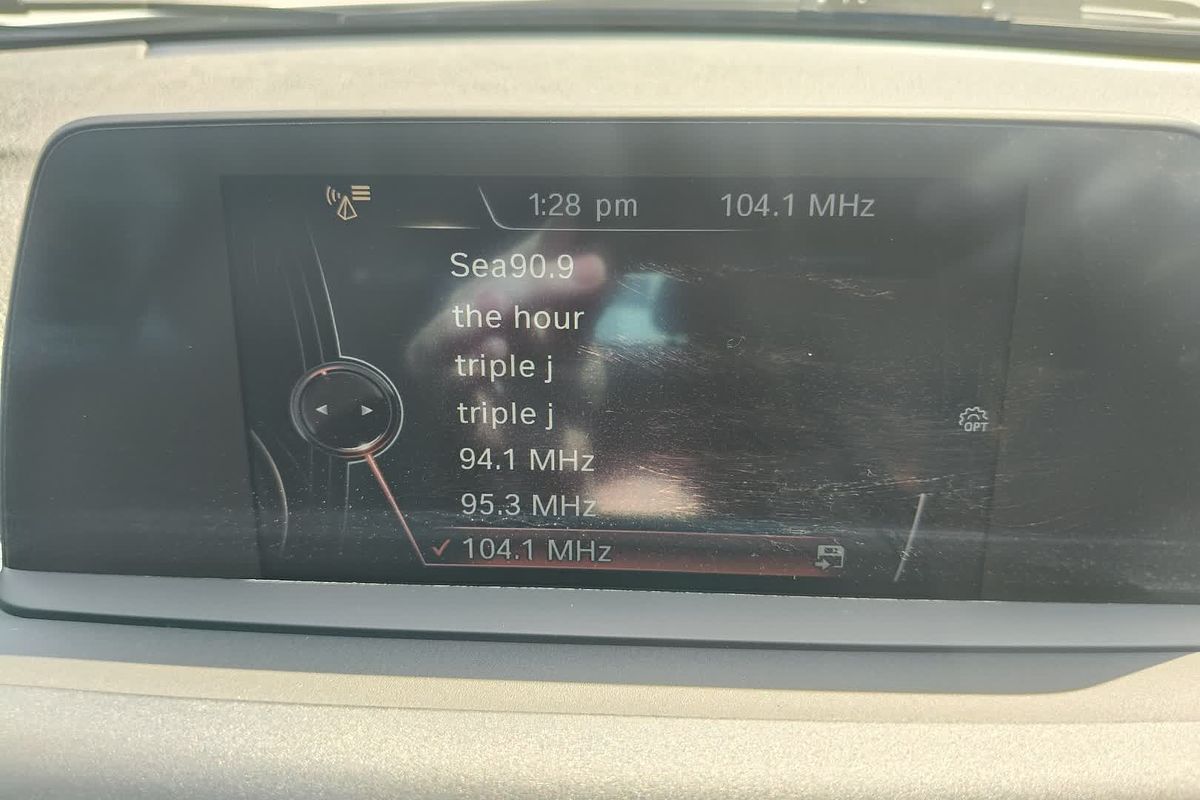 1:28 pm 104.1 MHz
Sea90.9
the hour
triple j
triple j
OPT
94.1 MHz
95.3 MHz
104.1 MHz